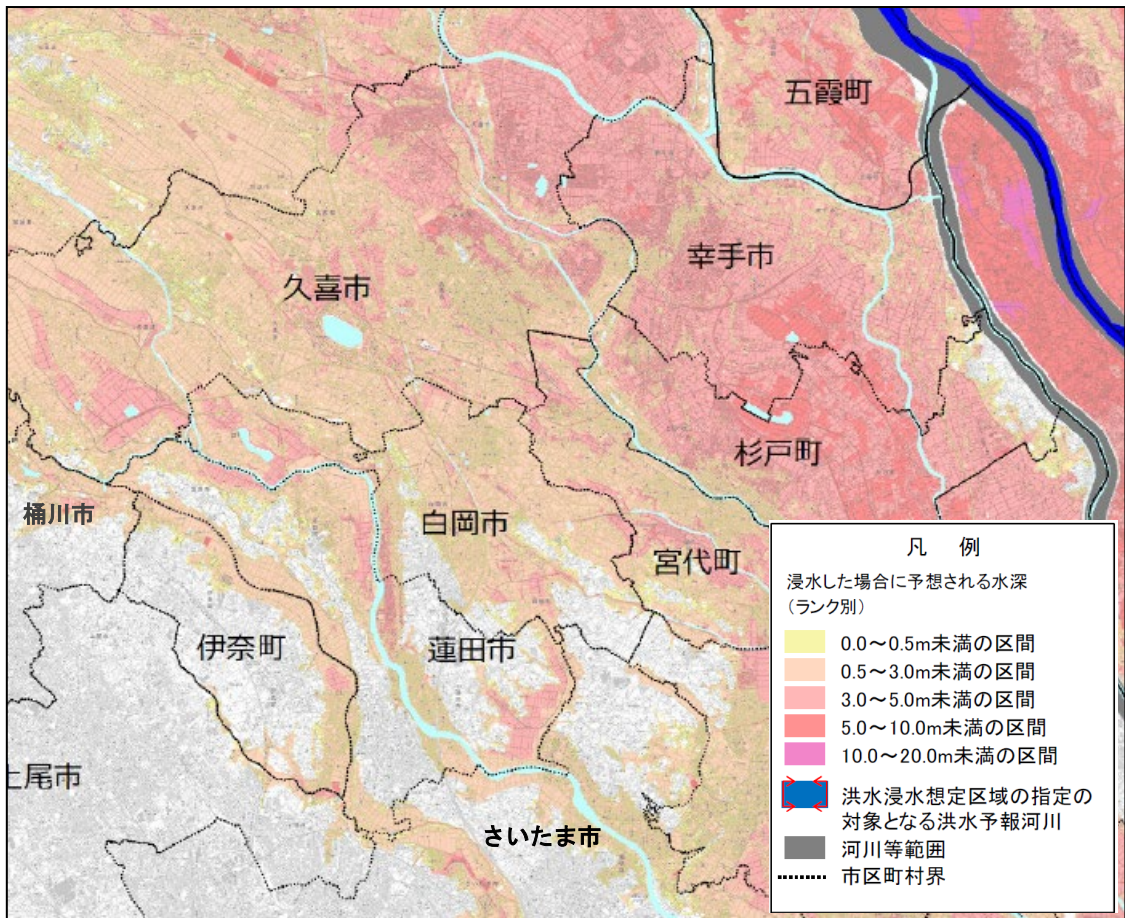 五霞町
幸手市
久喜市
杉戸町
桶川市
白岡市
宮代町
伊奈町
蓮田市
上尾市
さいたま市
凡 例
浸水した場合に予想される水深
(ランク別)
0.0～0.5m未満の区間
0.5～3.0m未満の区間
3.0～5.0m未満の区間
5.0～10.0m未満の区間
10.0～20.0m未満の区間
洪水浸水想定区域の指定の
対象となる洪水予報河川
河川等範囲
市区町村界